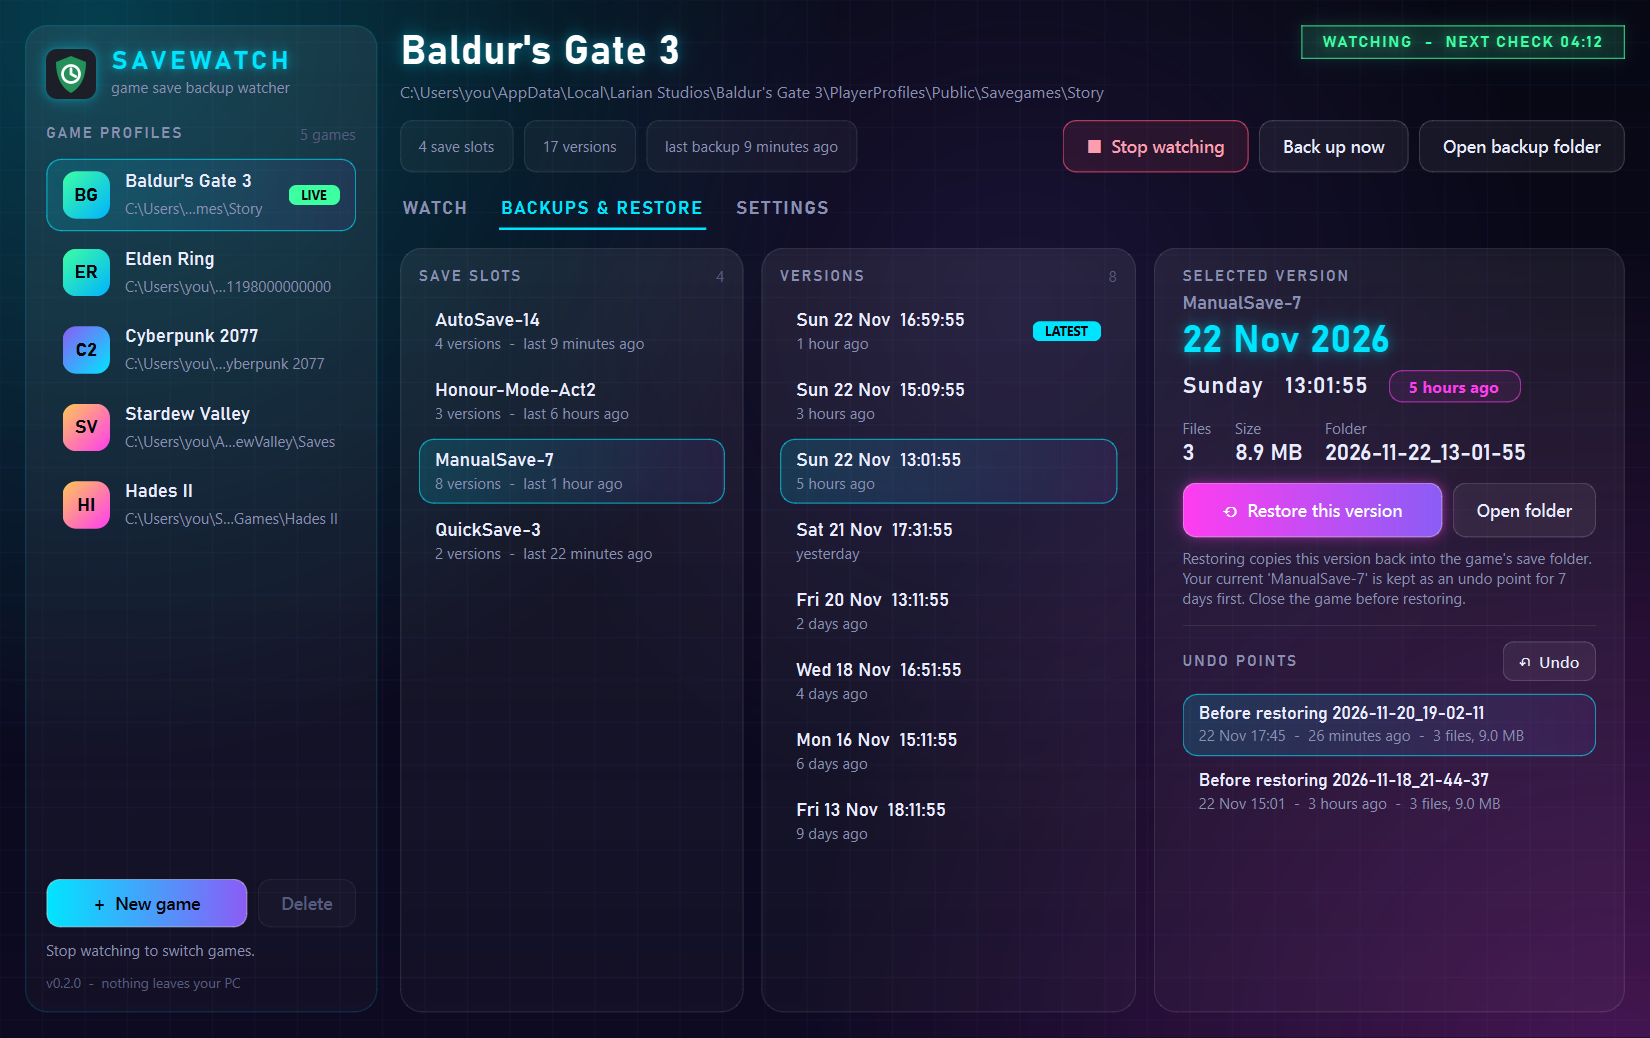 SAVEWATCH
game save backup watcher
GAME PROFILES
5 games
BG
Baldur's Gate 3
C:\Users\...mes\Story
LIVE
ER
Elden Ring
C:\Users\you\...1198000000000
C2
Cyberpunk 2077
C:\Users\you\...yberpunk 2077
SV
Stardew Valley
C:\Users\you\A...ewValley\Saves
HI
Hades II
C:\Users\you\S...Games\Hades II
+ New game
Delete
Stop watching to switch games.
v0.2.0 - nothing leaves your PC
Baldur's Gate 3
C:\Users\you\AppData\Local\Larian Studios\Baldur's Gate 3\PlayerProfiles\Public\Savegames\Story
WATCHING - NEXT CHECK 04:12
4 save slots
17 versions
last backup 9 minutes ago
Stop watching
Back up now
Open backup folder
WATCH
BACKUPS & RESTORE
SETTINGS
SAVE SLOTS
4
AutoSave-14
4 versions - last 9 minutes ago
Honour-Mode-Act2
3 versions - last 6 hours ago
ManualSave-7
8 versions - last 1 hour ago
QuickSave-3
2 versions - last 22 minutes ago
VERSIONS
8
Sun 22 Nov 16:59:55
1 hour ago
LATEST
Sun 22 Nov 15:09:55
3 hours ago
Sun 22 Nov 13:01:55
5 hours ago
Sat 21 Nov 17:31:55
yesterday
Fri 20 Nov 13:11:55
2 days ago
Wed 18 Nov 16:51:55
4 days ago
Mon 16 Nov 15:11:55
6 days ago
Fri 13 Nov 18:11:55
9 days ago
SELECTED VERSION
ManualSave-7
22 Nov 2026
Sunday 13:01:55
5 hours ago
Files
3
Size
8.9 MB
Folder
2026-11-22_13-01-55
Restore this version
Open folder
Restoring copies this version back into the game's save folder.
Your current 'ManualSave-7' is kept as an undo point for 7
days first. Close the game before restoring.
UNDO POINTS
Undo
Before restoring 2026-11-20_19-02-11
22 Nov 17:45 - 26 minutes ago - 3 files, 9.0 MB
Before restoring 2026-11-18_21-44-37
22 Nov 15:01 - 3 hours ago - 3 files, 9.0 MB